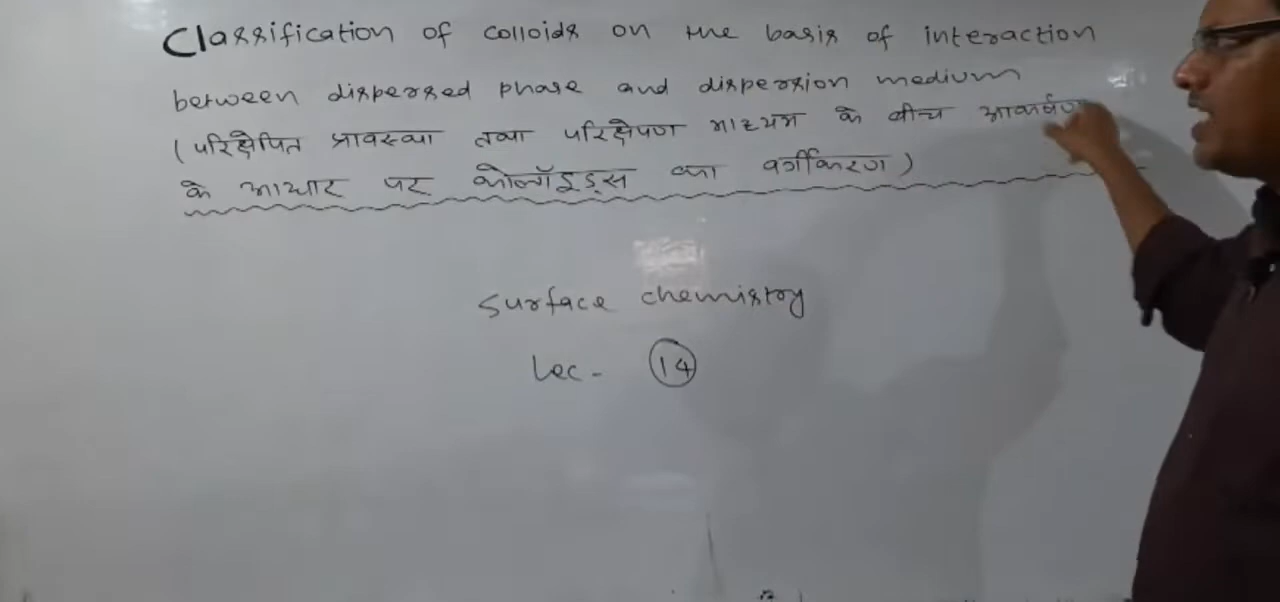 Classification of colloids on the basis of interaction
between dispersed phase and dispersion medium
(परिक्षेपित प्रावस्था तथा परिक्षेपण माध्यम के बीच आकर्षण
के आधार पर कोलॉइड्स का वर्गीकरण)
Surface chemistry
Lec- 14